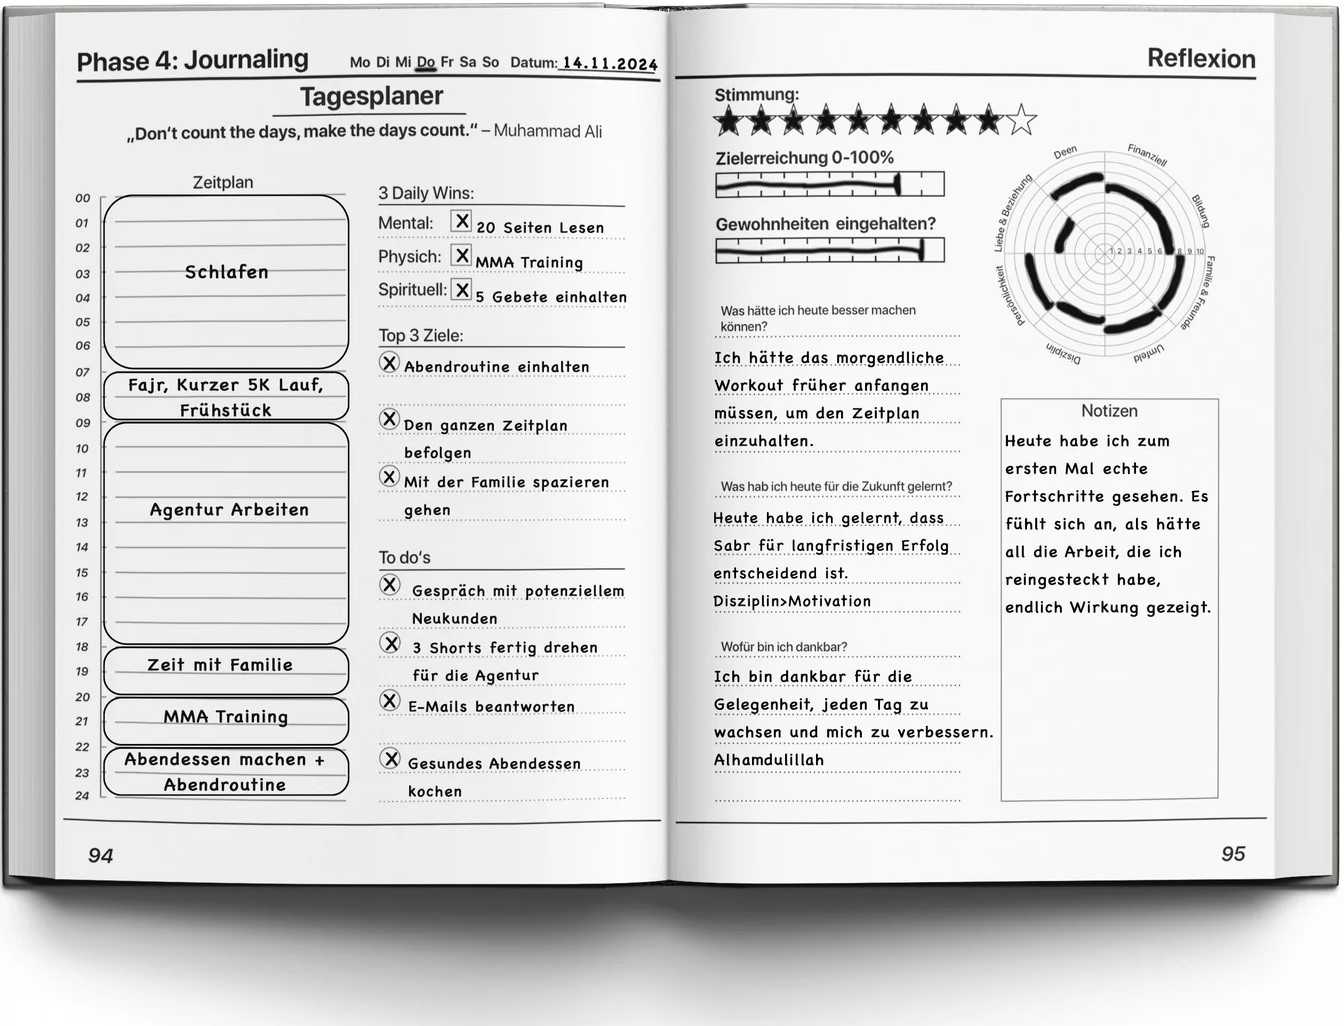 Phase 4: Journaling
Mo Di Mi Do Fr Sa So Datum: 14.11.2024
Tagesplaner
„Don't count the days, make the days count." – Muhammad Ali
Zeitplan
00
01
02
03
04
05
06
07
08
09
10
11
12
13
14
15
16
17
18
19
20
21
22
23
24
Schlafen
Fajr, Kurzer 5K Lauf,
Frühstück
Agentur Arbeiten
Zeit mit Familie
MMA Training
Abendessen machen +
Abendroutine
3 Daily Wins:
Mental: X 20 Seiten Lesen
Physich: X MMA Training
Spirituell: X 5 Gebete einhalten
Top 3 Ziele:
X Abendroutine einhalten
X Den ganzen Zeitplan
befolgen
X Mit der Familie spazieren
gehen
To do's
X Gespräch mit potenziellem
Neukunden
X 3 Shorts fertig drehen
für die Agentur
X E-Mails beantworten
X Gesundes Abendessen
kochen
94
Reflexion
Stimmung:
Zielerreichung 0-100%
Gewohnheiten eingehalten?
Was hätte ich heute besser machen
können?
Ich hätte das morgendliche
Workout früher anfangen
müssen, um den Zeitplan
einzuhalten.
Was hab ich heute für die Zukunft gelernt?
Heute habe ich gelernt, dass
Sabr für langfristigen Erfolg
entscheidend ist.
Disziplin>Motivation
Wofür bin ich dankbar?
Ich bin dankbar für die
Gelegenheit, jeden Tag zu
wachsen und mich zu verbessern.
Alhamdulillah
Deen
Finanziell
Bildung
Familie & Freunde
Umfeld
Disziplin
Persönlichkeit
Liebe & Beziehung
1 2 3 4 5 6 8 9 10
Notizen
Heute habe ich zum
ersten Mal echte
Fortschritte gesehen. Es
fühlt sich an, als hätte
all die Arbeit, die ich
reingesteckt habe,
endlich Wirkung gezeigt.
95